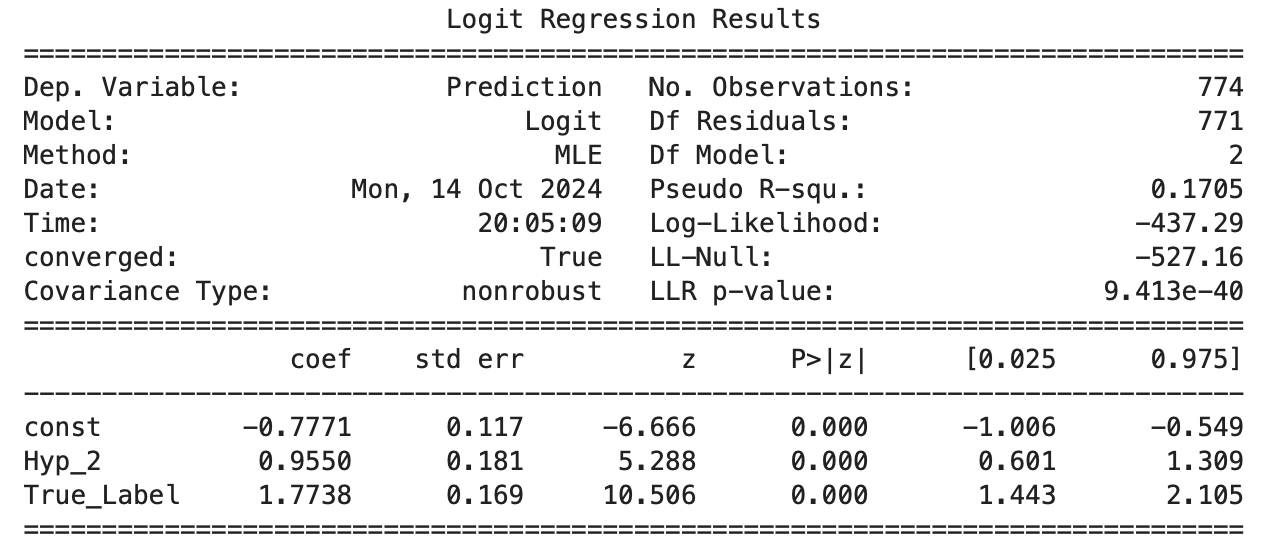 Logit Regression Results
==============================================================================
Dep. Variable:             Prediction   No. Observations:                  774
Model:                          Logit   Df Residuals:                      771
Method:                           MLE   Df Model:                            2
Date:                Mon, 14 Oct 2024   Pseudo R-squ.:                  0.1705
Time:                        20:05:09   Log-Likelihood:                -437.29
converged:                       True   LL-Null:                       -527.16
Covariance Type:            nonrobust   LLR p-value:                 9.413e-40
==============================================================================
                 coef    std err          z      P>|z|      [0.025      0.975]
------------------------------------------------------------------------------
const         -0.7771      0.117     -6.666      0.000      -1.006      -0.549
Hyp_2          0.9550      0.181      5.288      0.000       0.601       1.309
True_Label     1.7738      0.169     10.506      0.000       1.443       2.105
==============================================================================